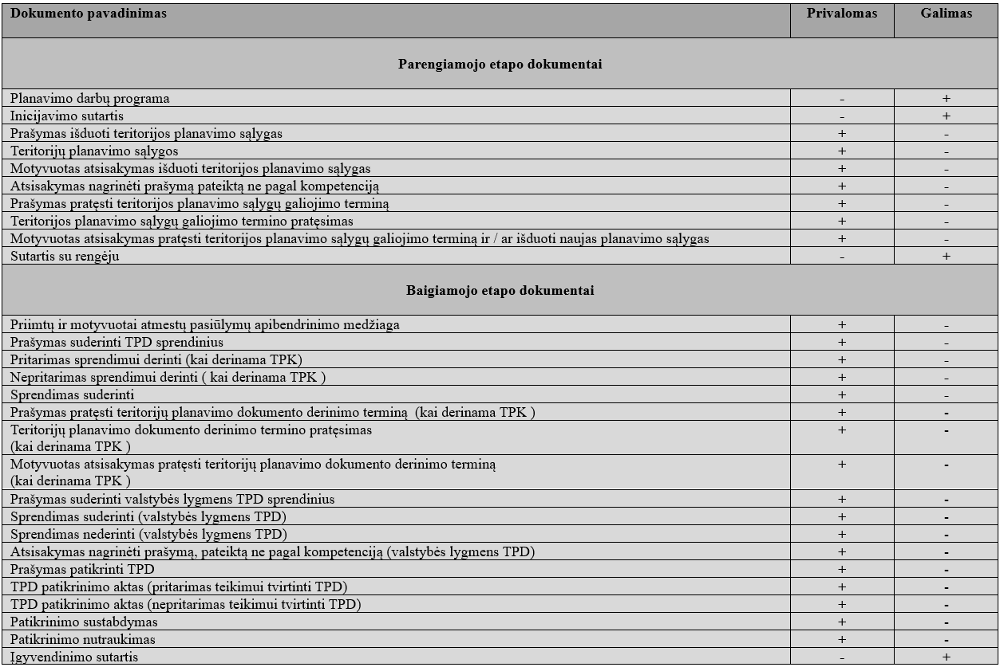 Dokumento pavadinimas Privalomas Galimas
Parengiamojo etapo dokumentai
Planavimo darbų programa - +
Inicijavimo sutartis - +
Prašymas išduoti teritorijos planavimo sąlygas + -
Teritorijų planavimo sąlygos + -
Motyvuotas atsisakymas išduoti teritorijos planavimo sąlygas + -
Atsisakymas nagrinėti prašymą pateiktą ne pagal kompetenciją + -
Prašymas pratęsti teritorijos planavimo sąlygų galiojimo terminą + -
Teritorijos planavimo sąlygų galiojimo termino pratęsimas + -
Motyvuotas atsisakymas pratęsti teritorijos planavimo sąlygų galiojimo terminą ir / ar išduoti naujas planavimo sąlygas + -
Sutartis su rengėju - +
Baigiamojo etapo dokumentai
Priimtų ir motyvuotai atmestų pasiūlymų apibendrinimo medžiaga + -
Prašymas suderinti TPD sprendinius + -
Pritarimas sprendimui derinti (kai derinama TPK) + -
Nepritarimas sprendimui derinti ( kai derinama TPK ) + -
Sprendimas suderinti + -
Prašymas pratęsti teritorijų planavimo dokumento derinimo terminą (kai derinama TPK ) + -
Teritorijų planavimo dokumento derinimo termino pratęsimas + -
(kai derinama TPK )
Motyvuotas atsisakymas pratęsti teritorijų planavimo dokumento derinimo terminą + -
(kai derinama TPK )
Prašymas suderinti valstybės lygmens TPD sprendinius + -
Sprendimas suderinti (valstybės lygmens TPD) + -
Sprendimas nederinti (valstybės lygmens TPD) + -
Atsisakymas nagrinėti prašymą, pateiktą ne pagal kompetenciją (valstybės lygmens TPD) + -
Prašymas patikrinti TPD + -
TPD patikrinimo aktas (pritarimas teikimui tvirtinti TPD) + -
TPD patikrinimo aktas (nepritarimas teikimui tvirtinti TPD) + -
Patikrinimo sustabdymas + -
Patikrinimo nutraukimas + -
Įgyvendinimo sutartis - +